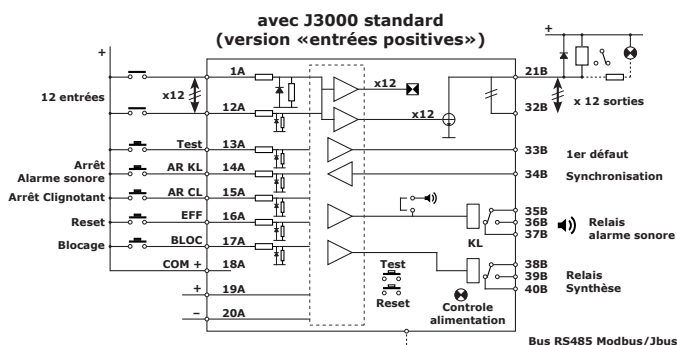 avec J3000 standard
(version «entrées positives»)
+
+
1A
x12
21B
12 entrées
x12
12A
x12
32B
x 12 sorties
Test
13A
33B
1er défaut
Arrêt
Alarme sonore
AR KL
14A
34B
Synchronisation
Arrêt Clignotant
AR CL
15A
Reset
EFF
16A
35B
36B
37B
KL
Relais
alarme sonore
Blocage
BLOC
17A
COM +
18A
Test
Reset
38B
39B
40B
Relais
Synthèse
+
19A
–
20A
Controle
alimentation
Bus RS485 Modbus/Jbus